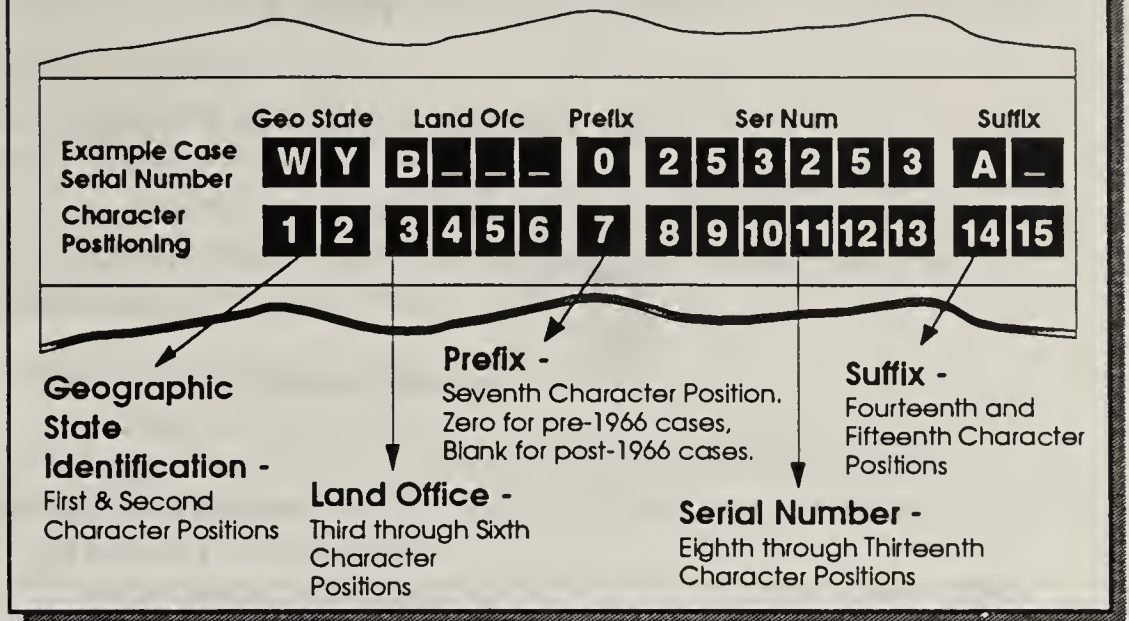 Geo State Land Ofc Prefix Ser Num Suffix
Example Case Serial Number W Y B _ _ _ 0 2 5 3 2 5 3 A _
Character Positioning 1 2 3 4 5 6 7 8 9 10 11 12 13 14 15
Geographic
State
Identification -
First & Second
Character Positions
Land Office -
Third through Sixth
Character
Positions
Prefix -
Seventh Character Position.
Zero for pre-1966 cases,
Blank for post-1966 cases.
Serial Number -
Eighth through Thirteenth
Character Positions
Suffix -
Fourteenth and
Fifteenth Character
Positions